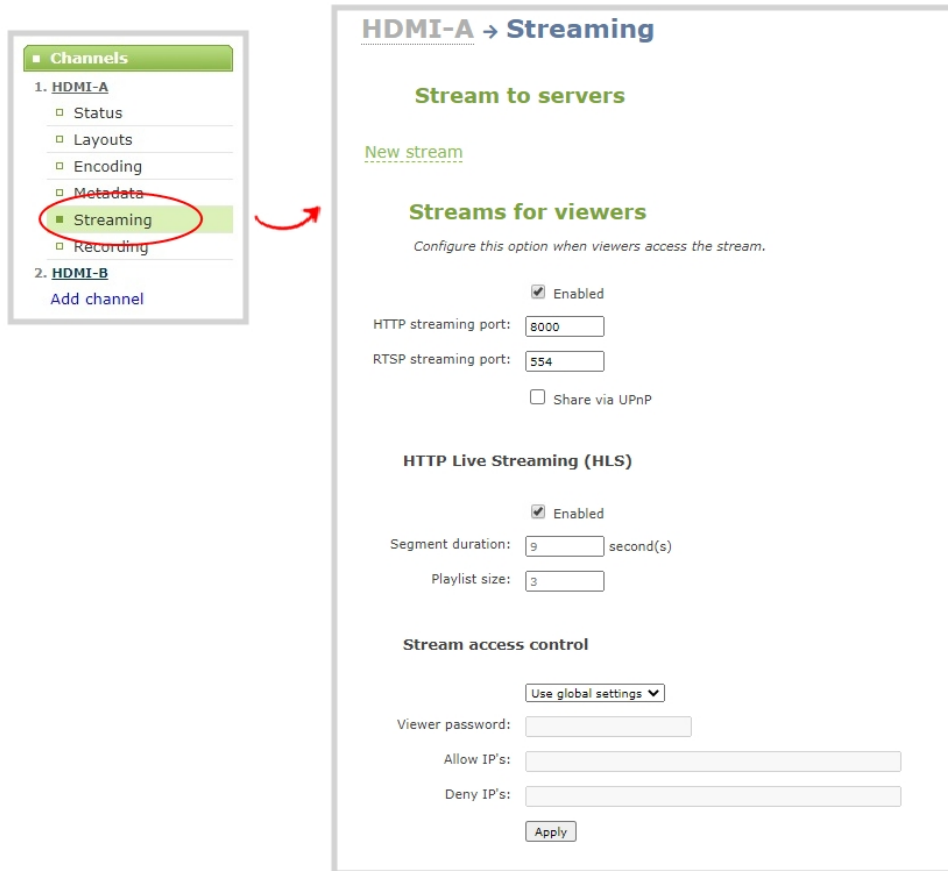 Channels
1. HDMI-A
Status
Layouts
Encoding
Metadata
Streaming
Recording
2. HDMI-B
Add channel
HDMI-A → Streaming
Stream to servers
New stream
Streams for viewers
Configure this option when viewers access the stream.
Enabled
HTTP streaming port: 8000
RTSP streaming port: 554
Share via UPnP
HTTP Live Streaming (HLS)
Enabled
Segment duration: 9 second(s)
Playlist size: 3
Stream access control
Use global settings
Viewer password:
Allow IP's:
Deny IP's:
Apply